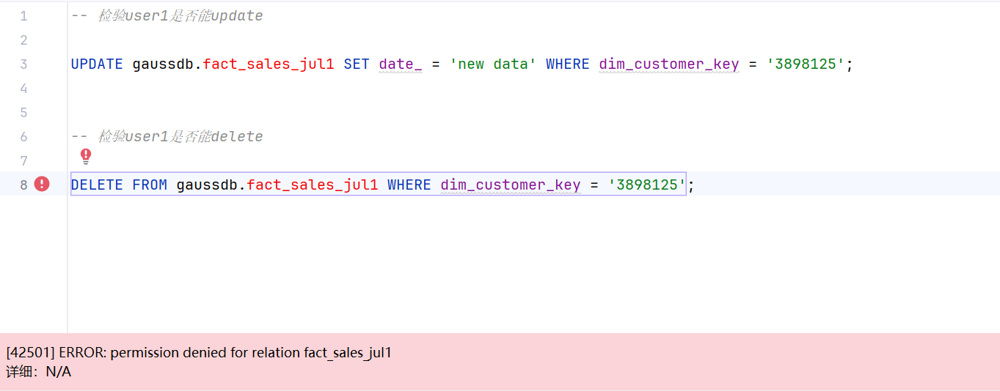 1 -- 检验user1是否能update
2
3 UPDATE gaussdb.fact_sales_jul1 SET date_ = 'new data' WHERE dim_customer_key = '3898125';
4
5
6 -- 检验user1是否能delete
7
8 DELETE FROM gaussdb.fact_sales_jul1 WHERE dim_customer_key = '3898125';
[42501] ERROR: permission denied for relation fact_sales_jul1
详细：N/A